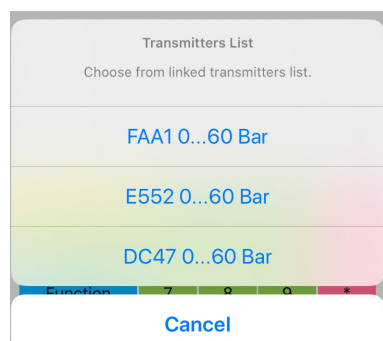 Transmitters List
Choose from linked transmitters list.
FAA1 0...60 Bar
E552 0...60 Bar
DC47 0...60 Bar
Function 7 8 9 *
Cancel